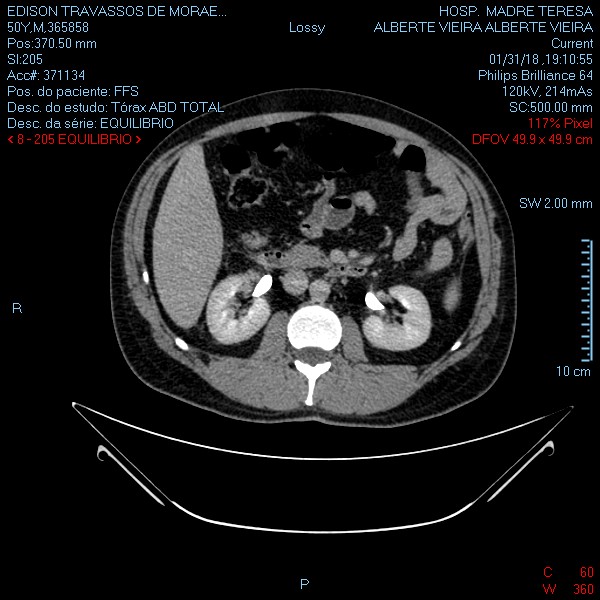 EDISON TRAVASSOS DE MORAE...
50Y,M,365858
Pos:370.50 mm
Sl:205
Acc#: 371134
Pos. do paciente: FFS
Desc. do estudo: Tórax ABD TOTAL
Desc. da série: EQUILIBRIO
< 8 - 205 EQUILIBRIO >
Lossy
HOSP. MADRE TERESA
ALBERTE VIEIRA ALBERTE VIEIRA
Current
01/31/18 ,19:10:55
Philips Brilliance 64
120kV, 214mAs
SC:500.00 mm
117% Pixel
DFOV 49.9 x 49.9 cm
SW 2.00 mm
R
10 cm
P
C 60
W 360